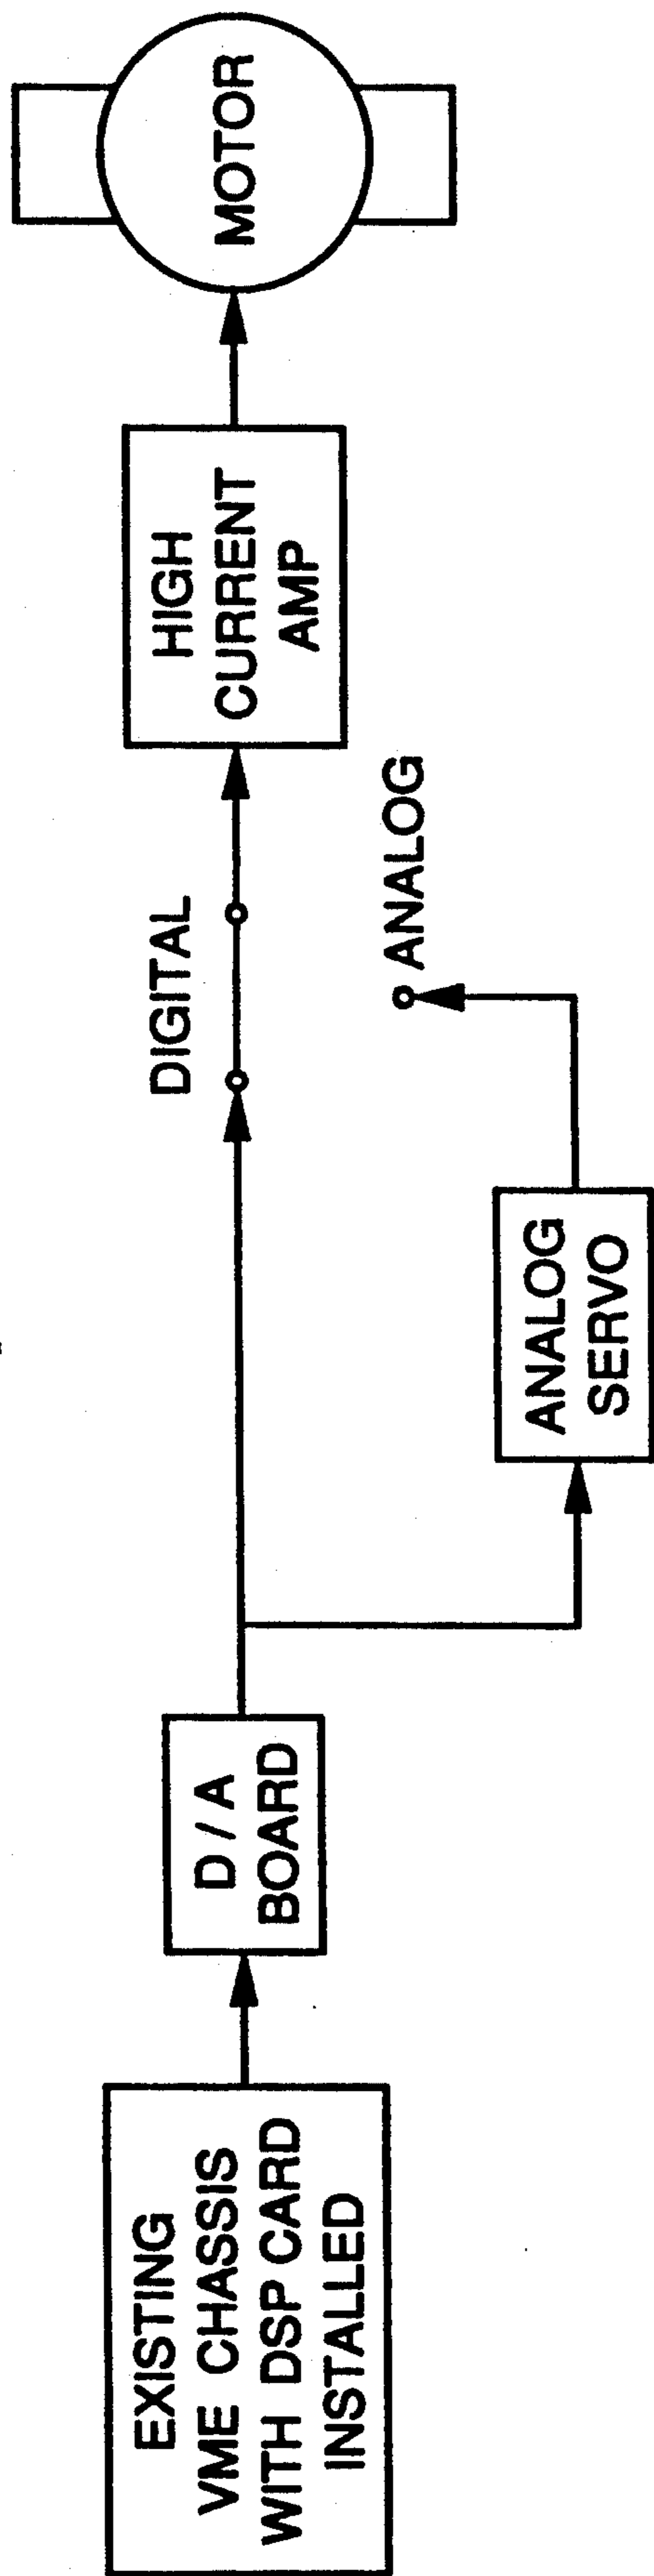 EXISTING
VME CHASSIS
WITH DSP CARD
INSTALLED
D / A
BOARD
ANALOG
SERVO
DIGITAL
ANALOG
HIGH
CURRENT
AMP
MOTOR